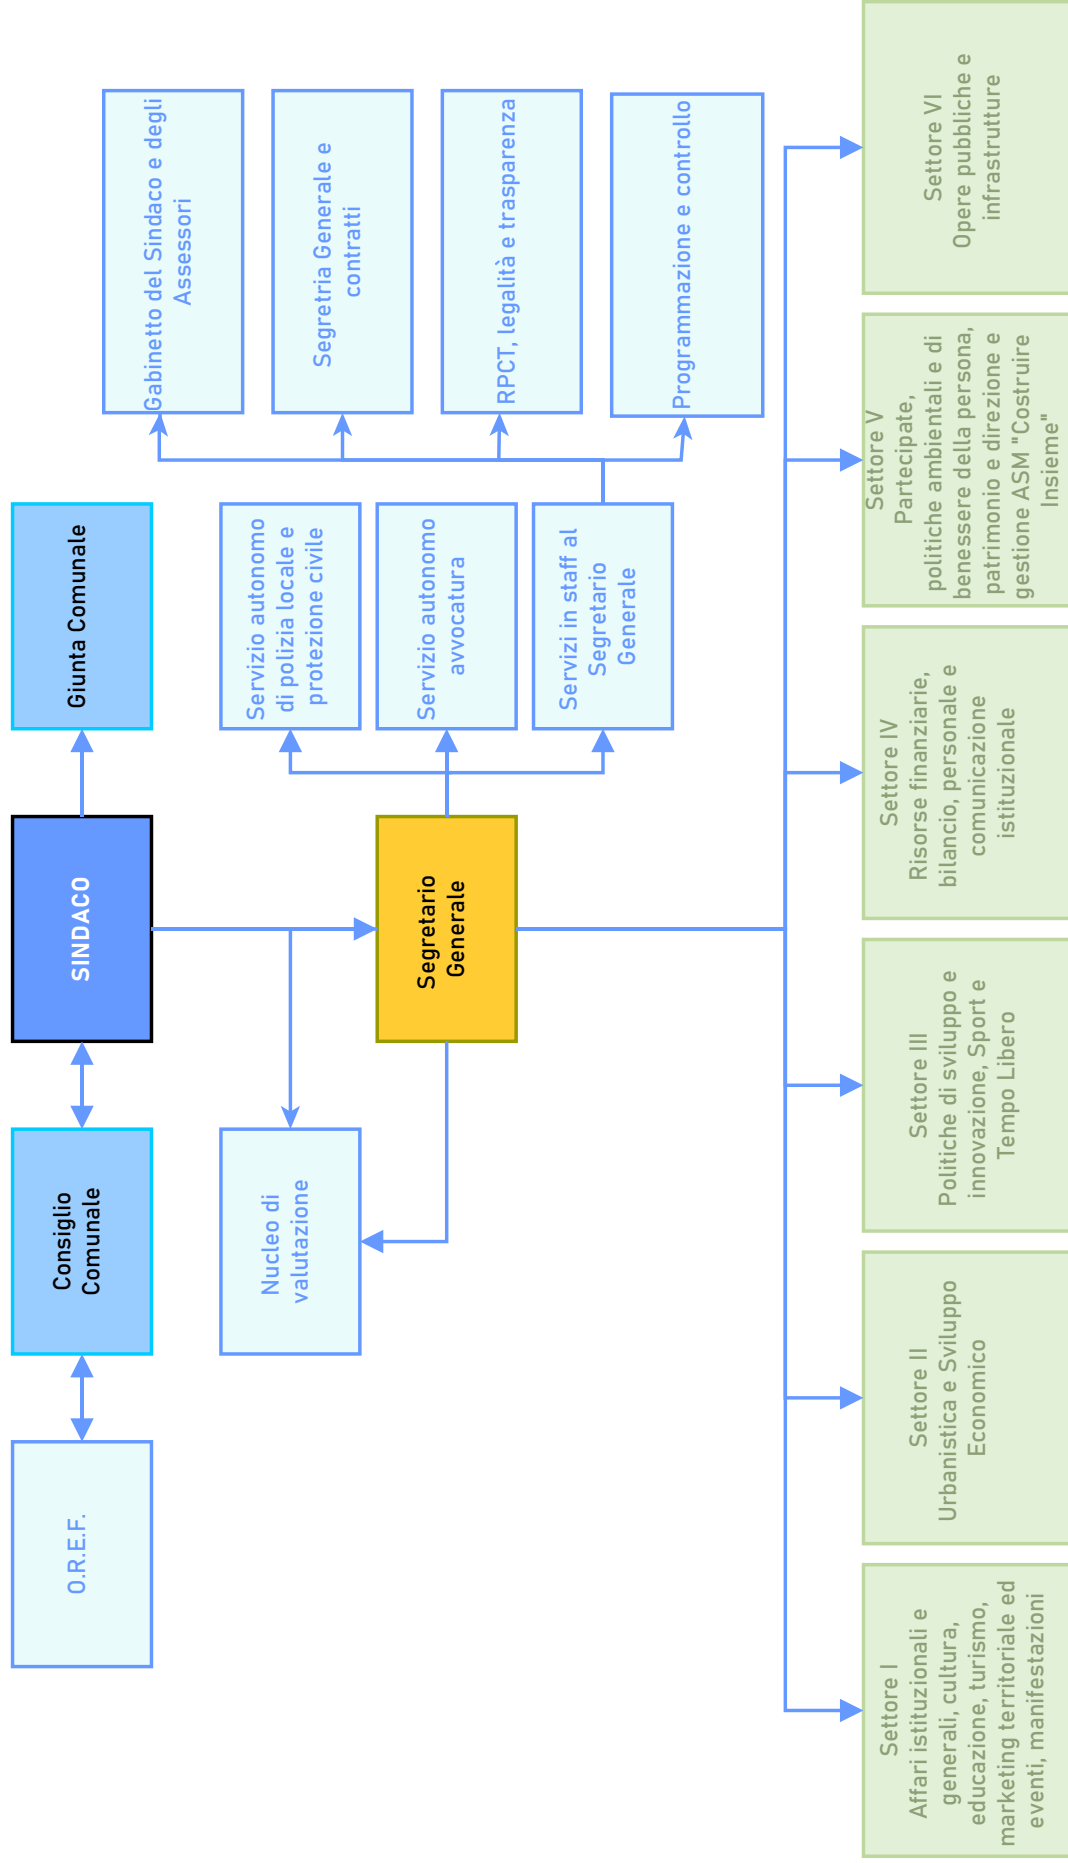 O.R.E.F.
Consiglio
Comunale
SINDACO
Giunta Comunale
Nucleo di
valutazione
Segretario
Generale
Servizio autonomo
di polizia locale e
protezione civile
Servizio autonomo
avvocatura
Servizi in staff al
Segretario
Generale
Gabinetto del Sindaco e degli
Assessori
Segretria Generale e
contratti
RPCT, legalità e trasparenza
Programmazione e controllo
Settore I
Affari istituzionali e
generali, cultura,
educazione, turismo,
marketing territoriale ed
eventi, manifestazioni
Settore II
Urbanistica e Sviluppo
Economico
Settore III
Politiche di sviluppo e
innovazione, Sport e
Tempo Libero
Settore IV
Risorse finanziarie,
bilancio, personale e
comunicazione
istituzionale
Settore V
Partecipate,
politiche ambientali e di
benessere della persona,
patrimonio e direzione e
gestione ASM "Costruire
Insieme"
Settore VI
Opere pubbliche e
infrastrutture